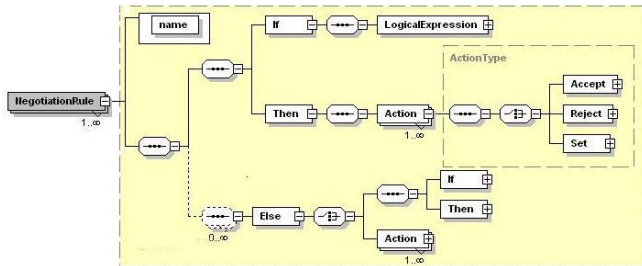 name
If
LogicalExpression
ActionType
Accept
NegotiationRule
1..∞
Then
Action
1..∞
Reject
Set
If
0..∞
Else
Then
Action
1..∞